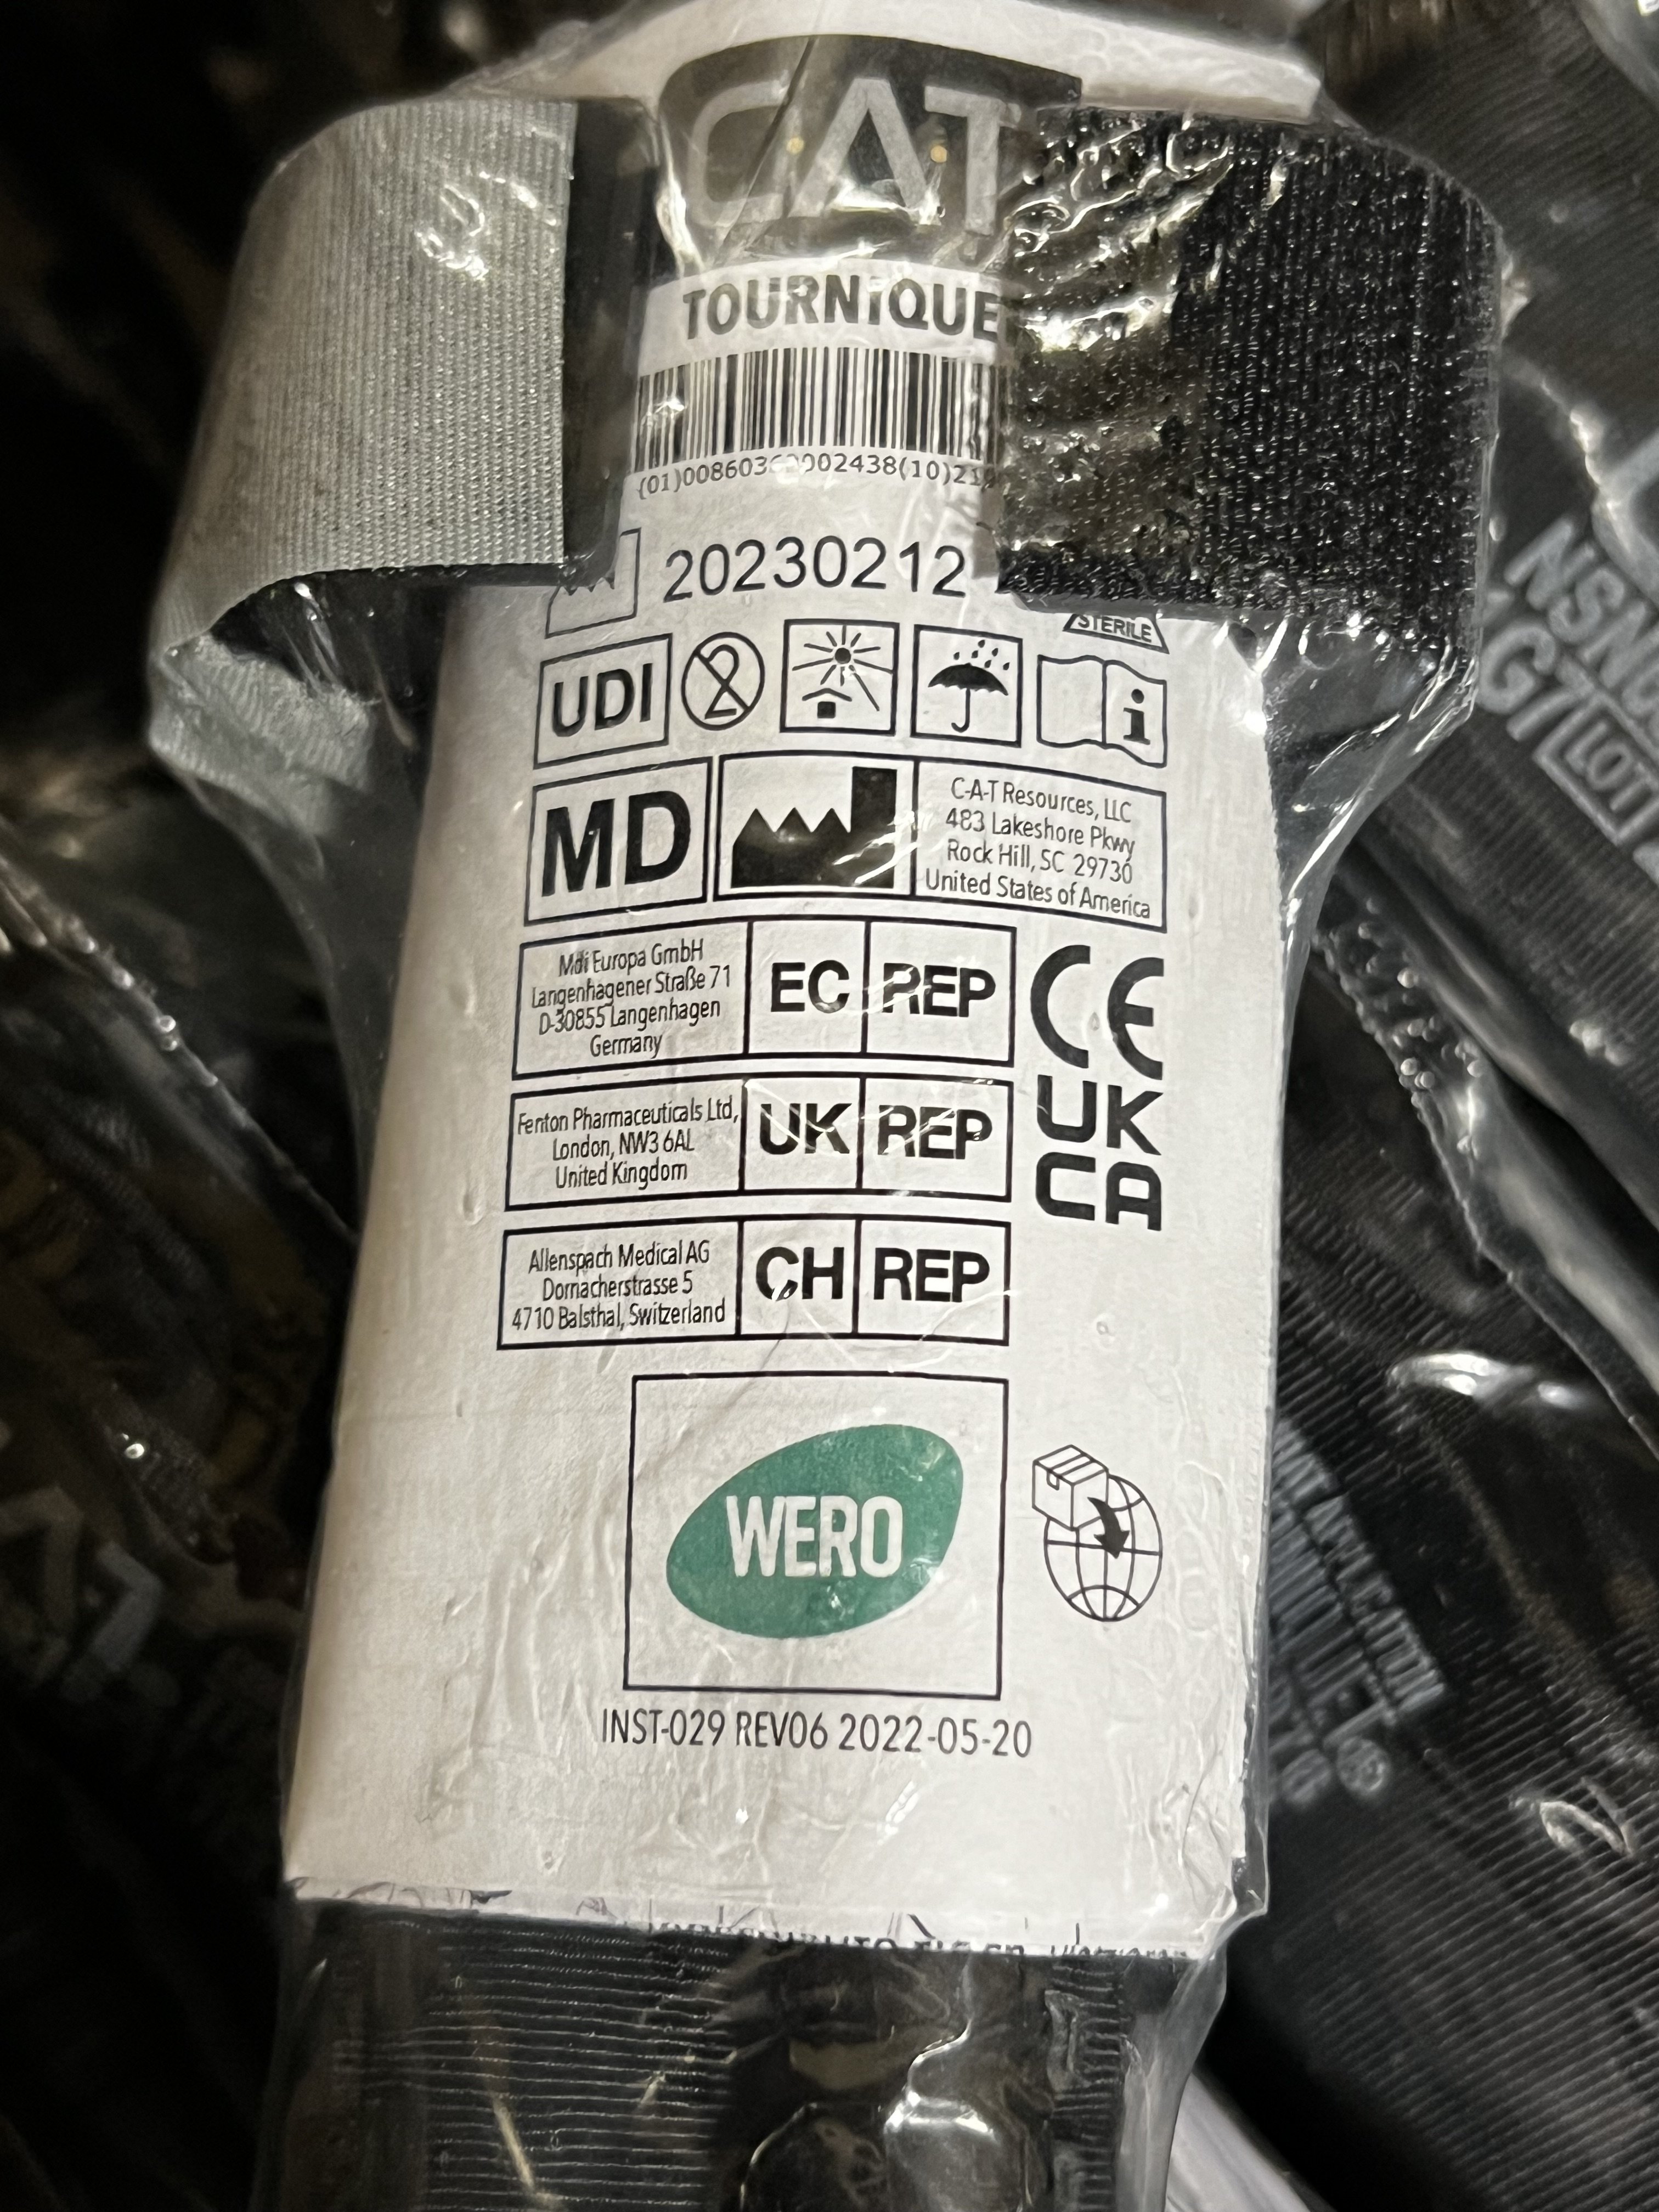 CAT
TOURNIQUE
20230212
STERILE
UDI
2
i
MD
C-A-T Resources, LLC
483 Lakeshore Pkwy
Rock Hill, SC 29730
United States of America
Mdi Europa GmbH
Langenhagener Straße 71
D-30855 Langenhagen
Germany
EC REP
CE
Fenton Pharmaceuticals Ltd,
London, NW3 6AL
United Kingdom
UK REP
UK
CA
Allenspach Medical AG
Dornacherstrasse 5
4710 Balsthal, Switzerland
CH REP
WERO
INST-029 REV06 2022-05-20
LOT